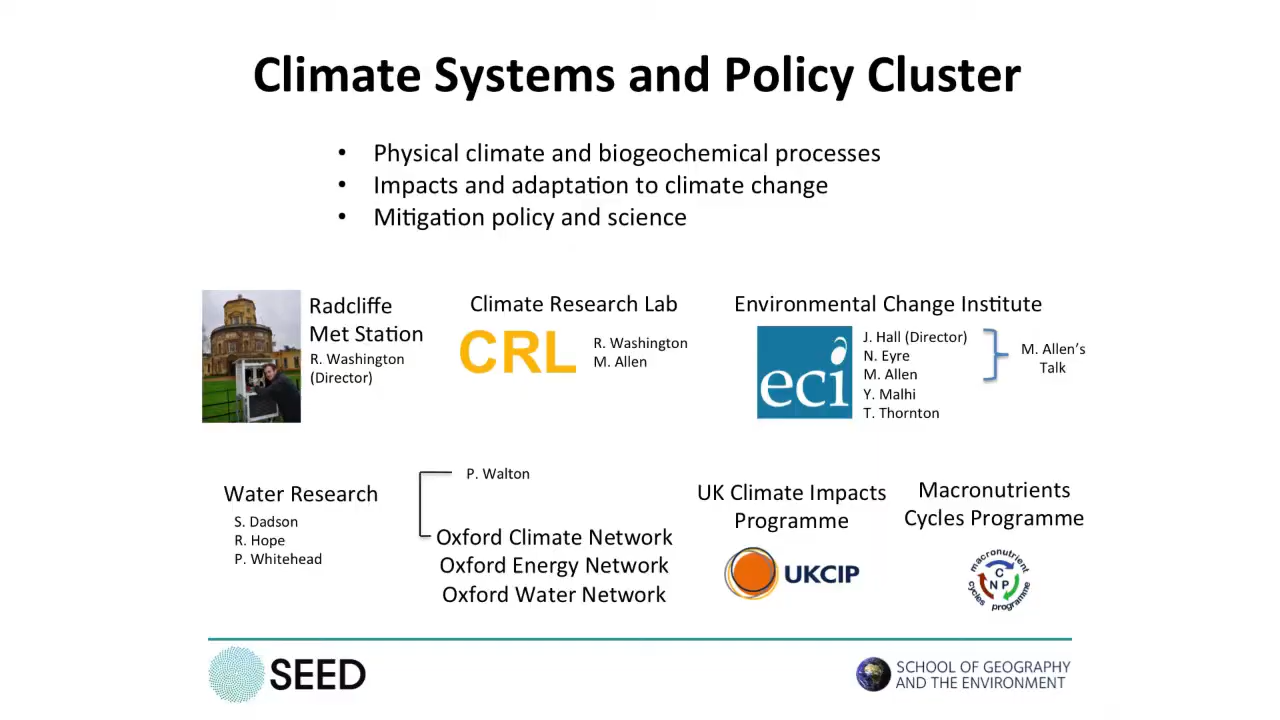 Climate Systems and Policy Cluster
• Physical climate and biogeochemical processes
• Impacts and adaptation to climate change
• Mitigation policy and science
Radcliffe
Met Station
R. Washington
(Director)
Climate Research Lab
CRL
R. Washington
M. Allen
Environmental Change Institute
eci
J. Hall (Director)
N. Eyre
M. Allen
Y. Malhi
T. Thornton
M. Allen’s
Talk
Water Research
S. Dadson
R. Hope
P. Whitehead
P. Walton
Oxford Climate Network
Oxford Energy Network
Oxford Water Network
UK Climate Impacts
Programme
UKCIP
Macronutrients
Cycles Programme
macronutrient
C
N P
cycles programme
SEED
SCHOOL OF GEOGRAPHY
AND THE ENVIRONMENT